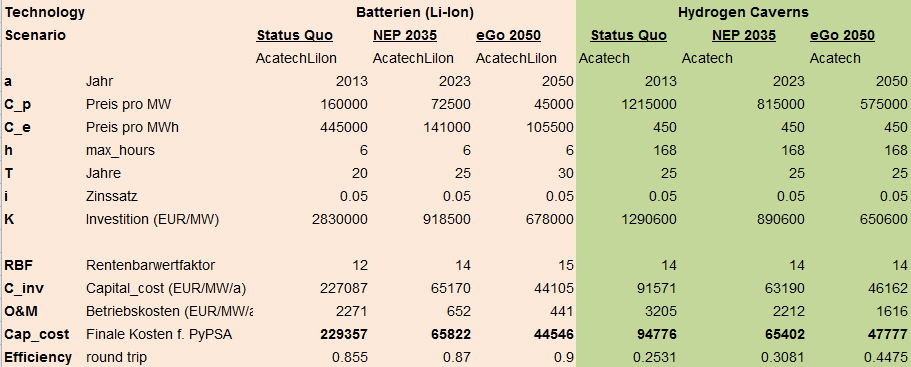 Technology Batterien (Li-Ion) Hydrogen Caverns
Scenario Status Quo NEP 2035 eGo 2050 Status Quo NEP 2035 eGo 2050
AcatechLiIon AcatechLiIon AcatechLiIon Acatech Acatech Acatech
a Jahr 2013 2023 2050 2013 2023 2050
C_p Preis pro MW 160000 72500 45000 1215000 815000 575000
C_e Preis pro MWh 445000 141000 105500 450 450 450
h max_hours 6 6 6 168 168 168
T Jahre 20 25 30 25 25 25
i Zinssatz 0.05 0.05 0.05 0.05 0.05 0.05
K Investition (EUR/MW) 2830000 918500 678000 1290600 890600 650600
RBF Rentenbarwertfaktor 12 14 15 14 14 14
C_inv Capital_cost (EUR/MW/a) 227087 65170 44105 91571 63190 46162
O&M Betriebskosten (EUR/MW/a 2271 652 441 3205 2212 1616
Cap_cost Finale Kosten f. PyPSA 229357 65822 44546 94776 65402 47777
Efficiency round trip 0.855 0.87 0.9 0.2531 0.3081 0.4475